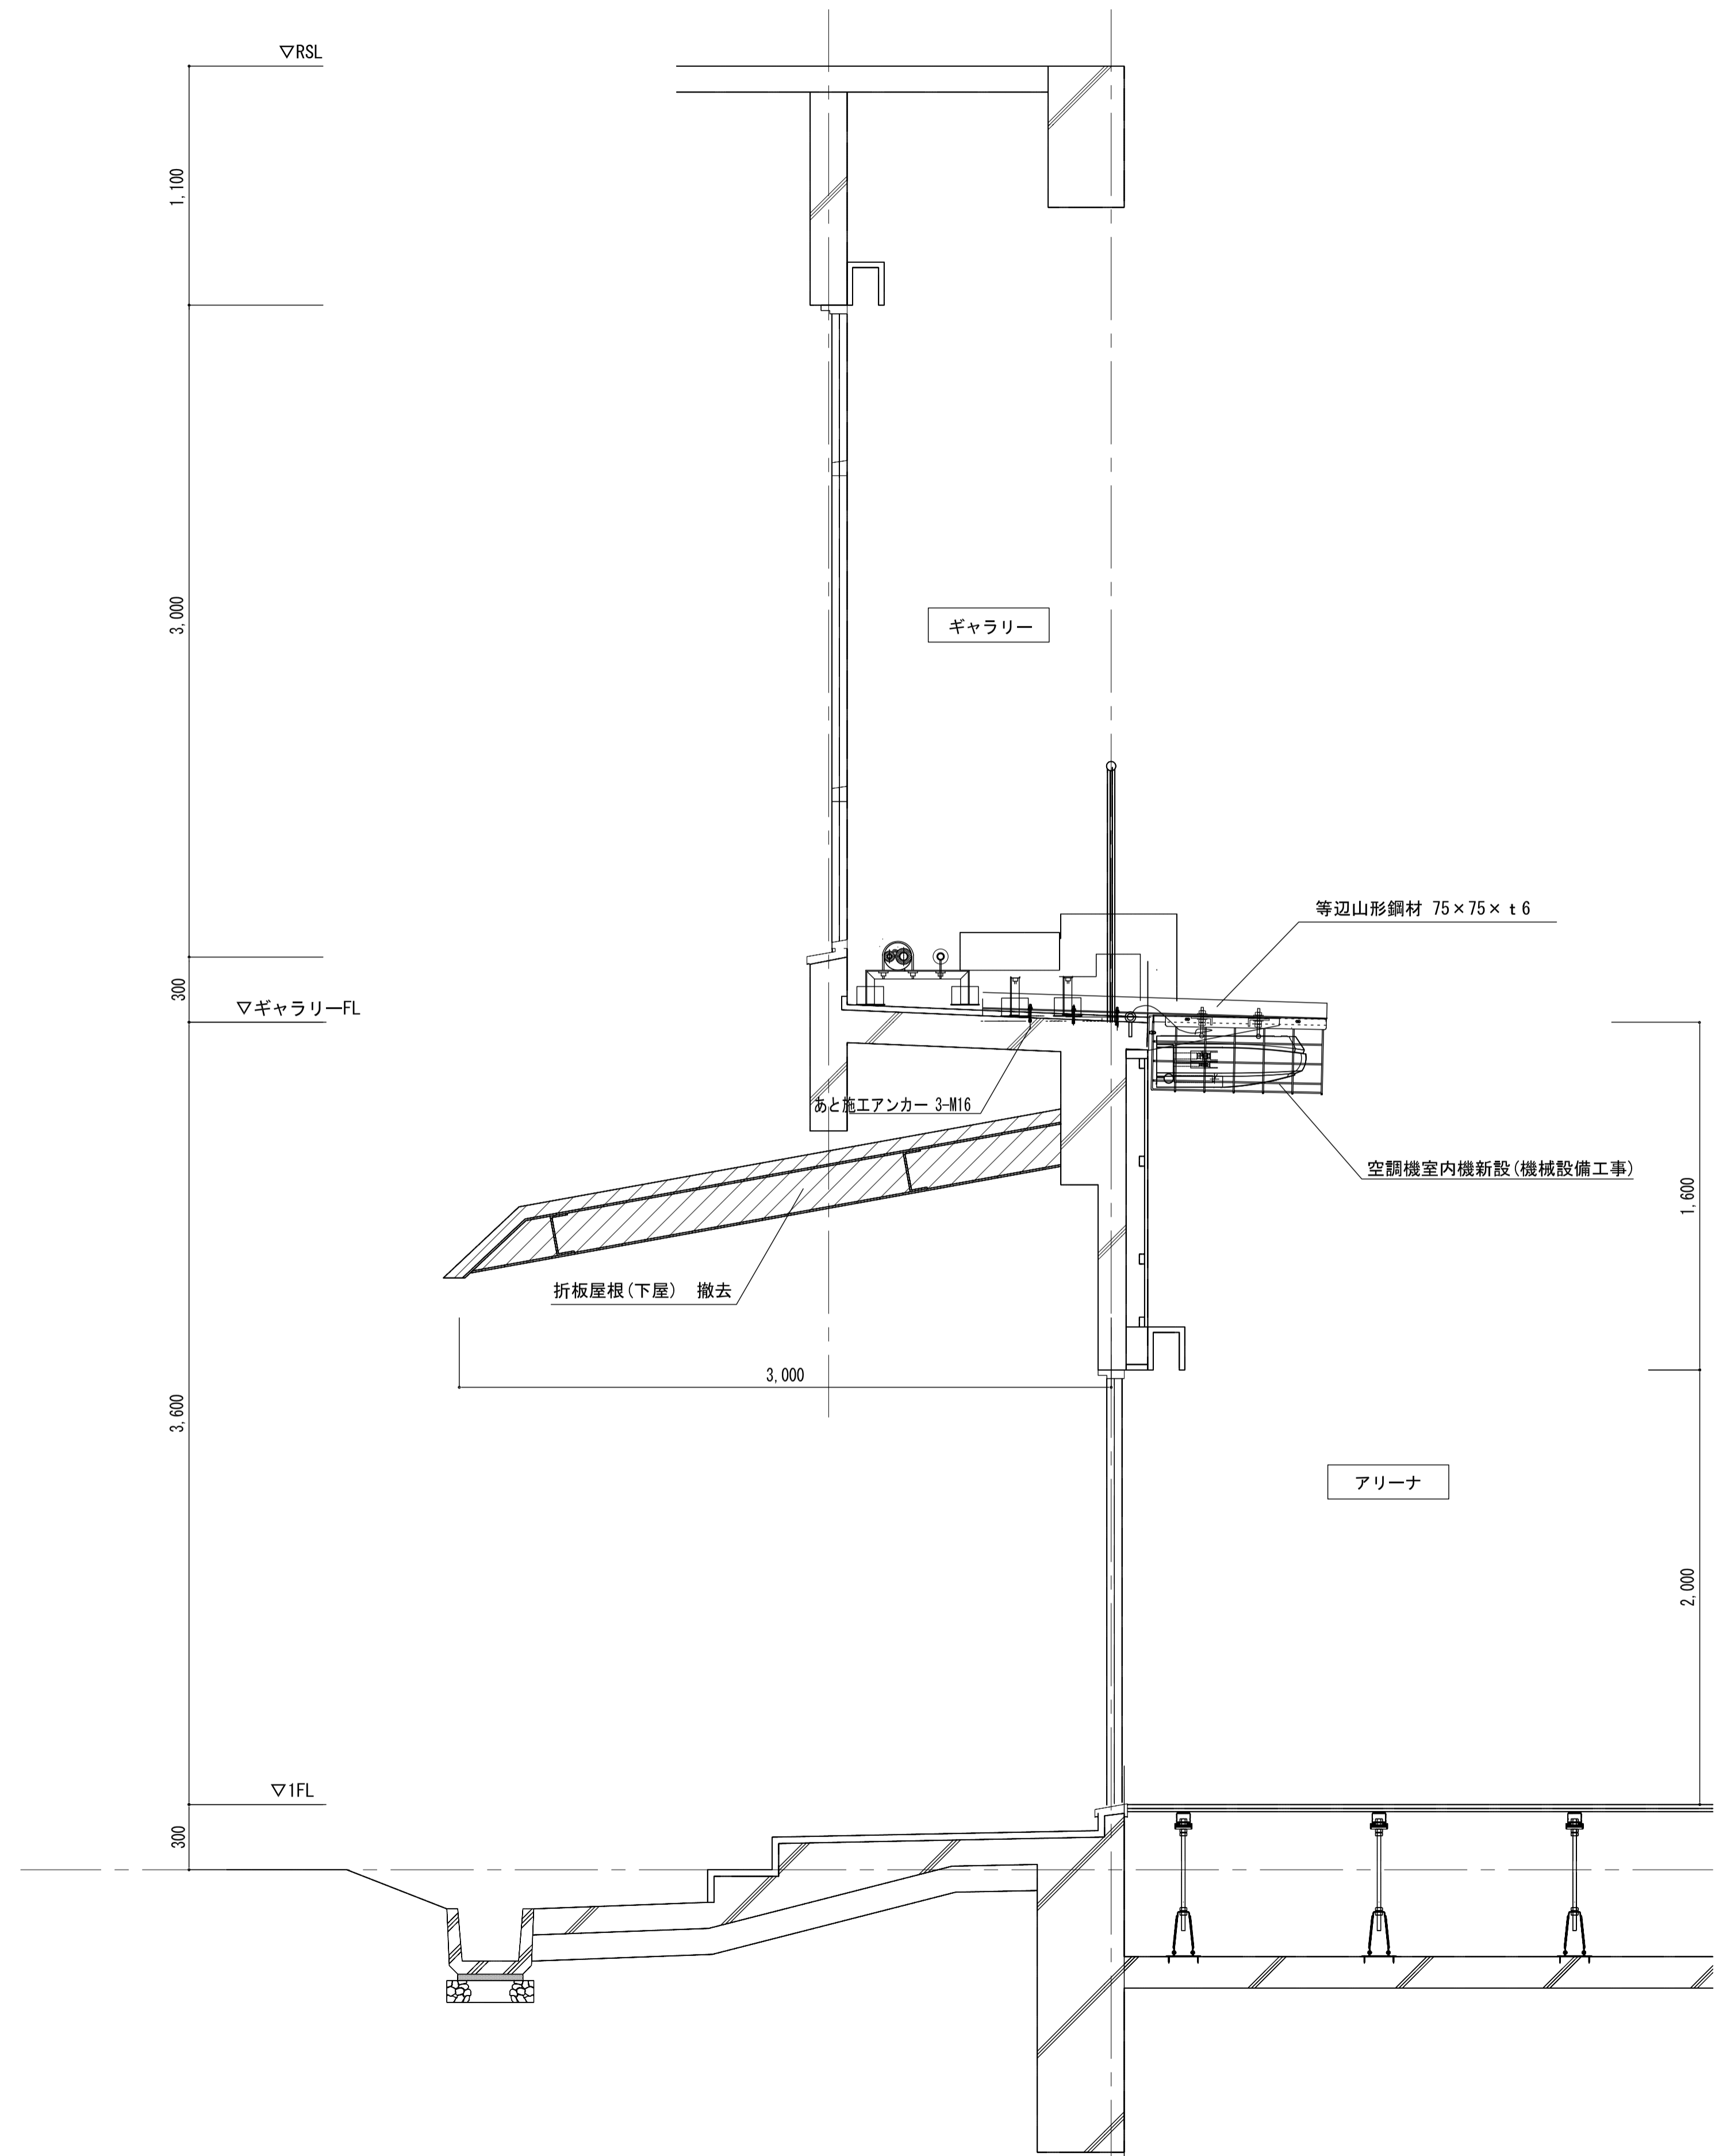 ▽RSL
1,100
3,000
ギャラリー
等辺山形鋼材 75×75×ｔ6
300
▽ギャラリーFL
あと施工アンカー 3-M16
空調機室内機新設(機械設備工事)
1,600
折板屋根(下屋)　撤去
3,000
3,600
アリーナ
2,000
▽1FL
300